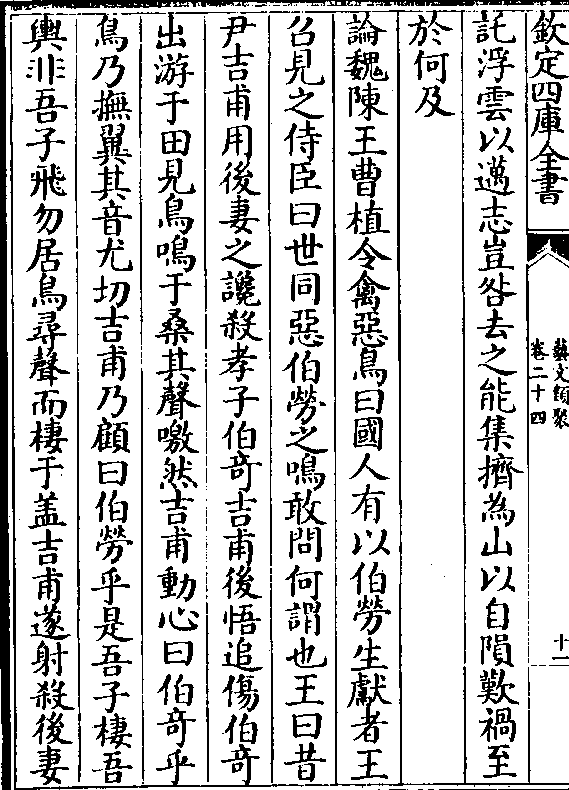 欽定四庫全書
藝文類聚
卷二十四
十一
託浮雲以邁志豈咎去之能集擠為山以自隕歎禍至
於何及
論魏陳王曹植令禽惡鳥曰國人有以伯勞生獻者王
召見之侍臣曰世同惡伯勞之鳴敢問何謂也王曰昔
尹吉甫用後妻之讒殺孝子伯奇吉甫後悟追傷伯奇
出游于田見鳥鳴于桑其聲噭然吉甫動心曰伯奇乎
鳥乃撫翼其音尤切吉甫乃顧曰伯勞乎是吾子棲吾
輿非吾子飛勿居鳥尋聲而棲于盖吉甫遂射殺後妻